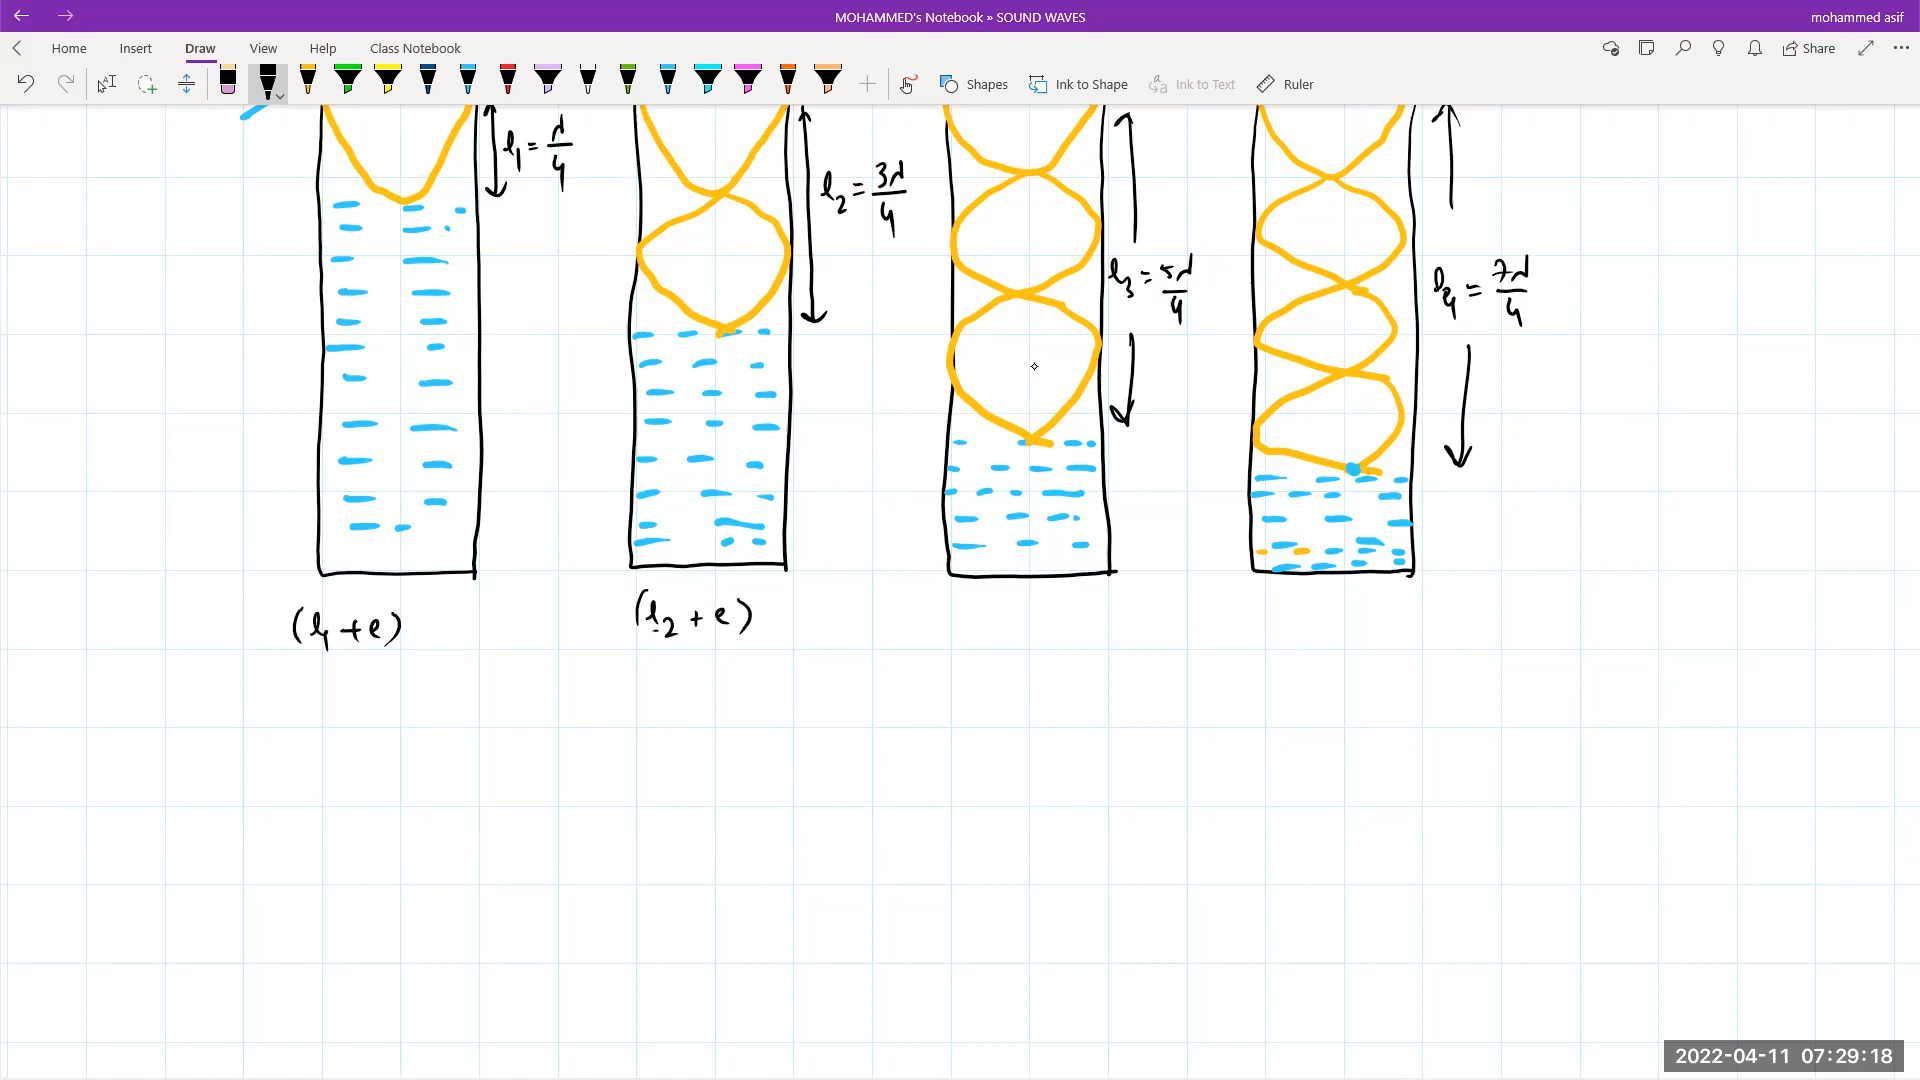 MOHAMMED's Notebook » SOUND WAVES
mohammed asif
Home Insert Draw View Help Class Notebook
Share
Shapes Ink to Shape Ink to Text Ruler
l₁ = λ/4
l₂ = 3λ/4
l₃ = 5λ/4
l₄ = 7λ/4
(l₁ + e)
(l₂ + e)
2022-04-11 07:29:18